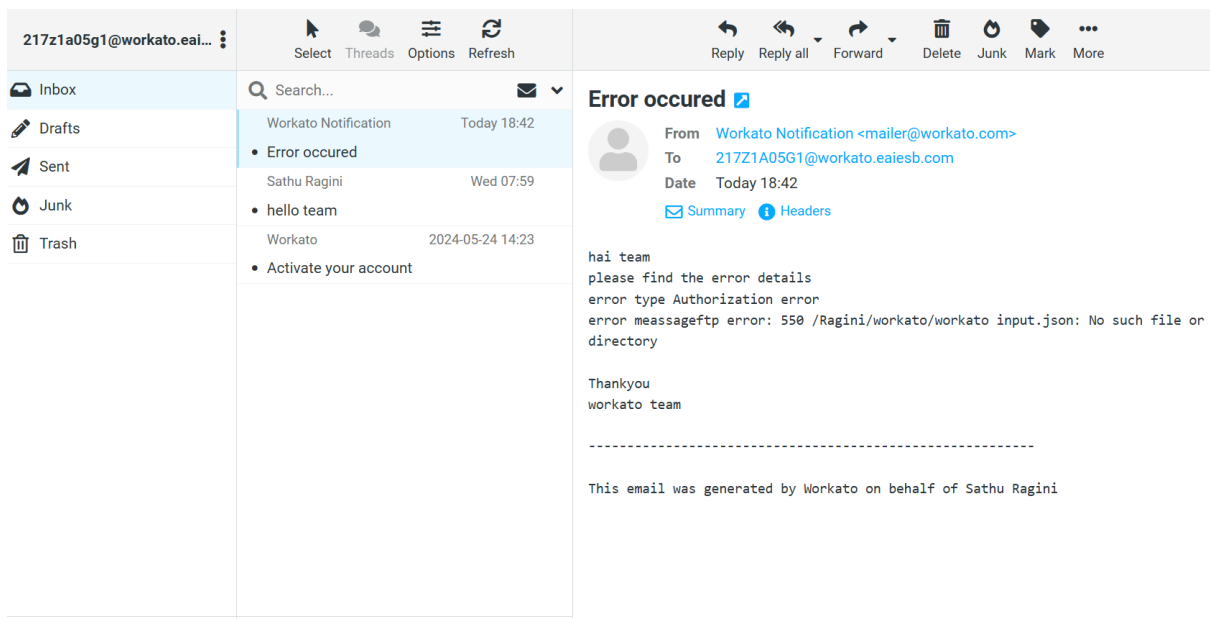 217z1a05g1@workato.eai...
Select Threads Options Refresh
Reply Reply all Forward Delete Junk Mark More
Inbox
Drafts
Sent
Junk
Trash
Search...
Workato Notification Today 18:42
Error occured
Sathu Ragini Wed 07:59
hello team
Workato 2024-05-24 14:23
Activate your account
Error occured
From Workato Notification <mailer@workato.com>
To 217Z1A05G1@workato.eaiesb.com
Date Today 18:42
Summary Headers
hai team
please find the error details
error type Authorization error
error meassageftp error: 550 /Ragini/workato/workato input.json: No such file or
directory
Thankyou
workato team
----------------------------------------------------------
This email was generated by Workato on behalf of Sathu Ragini